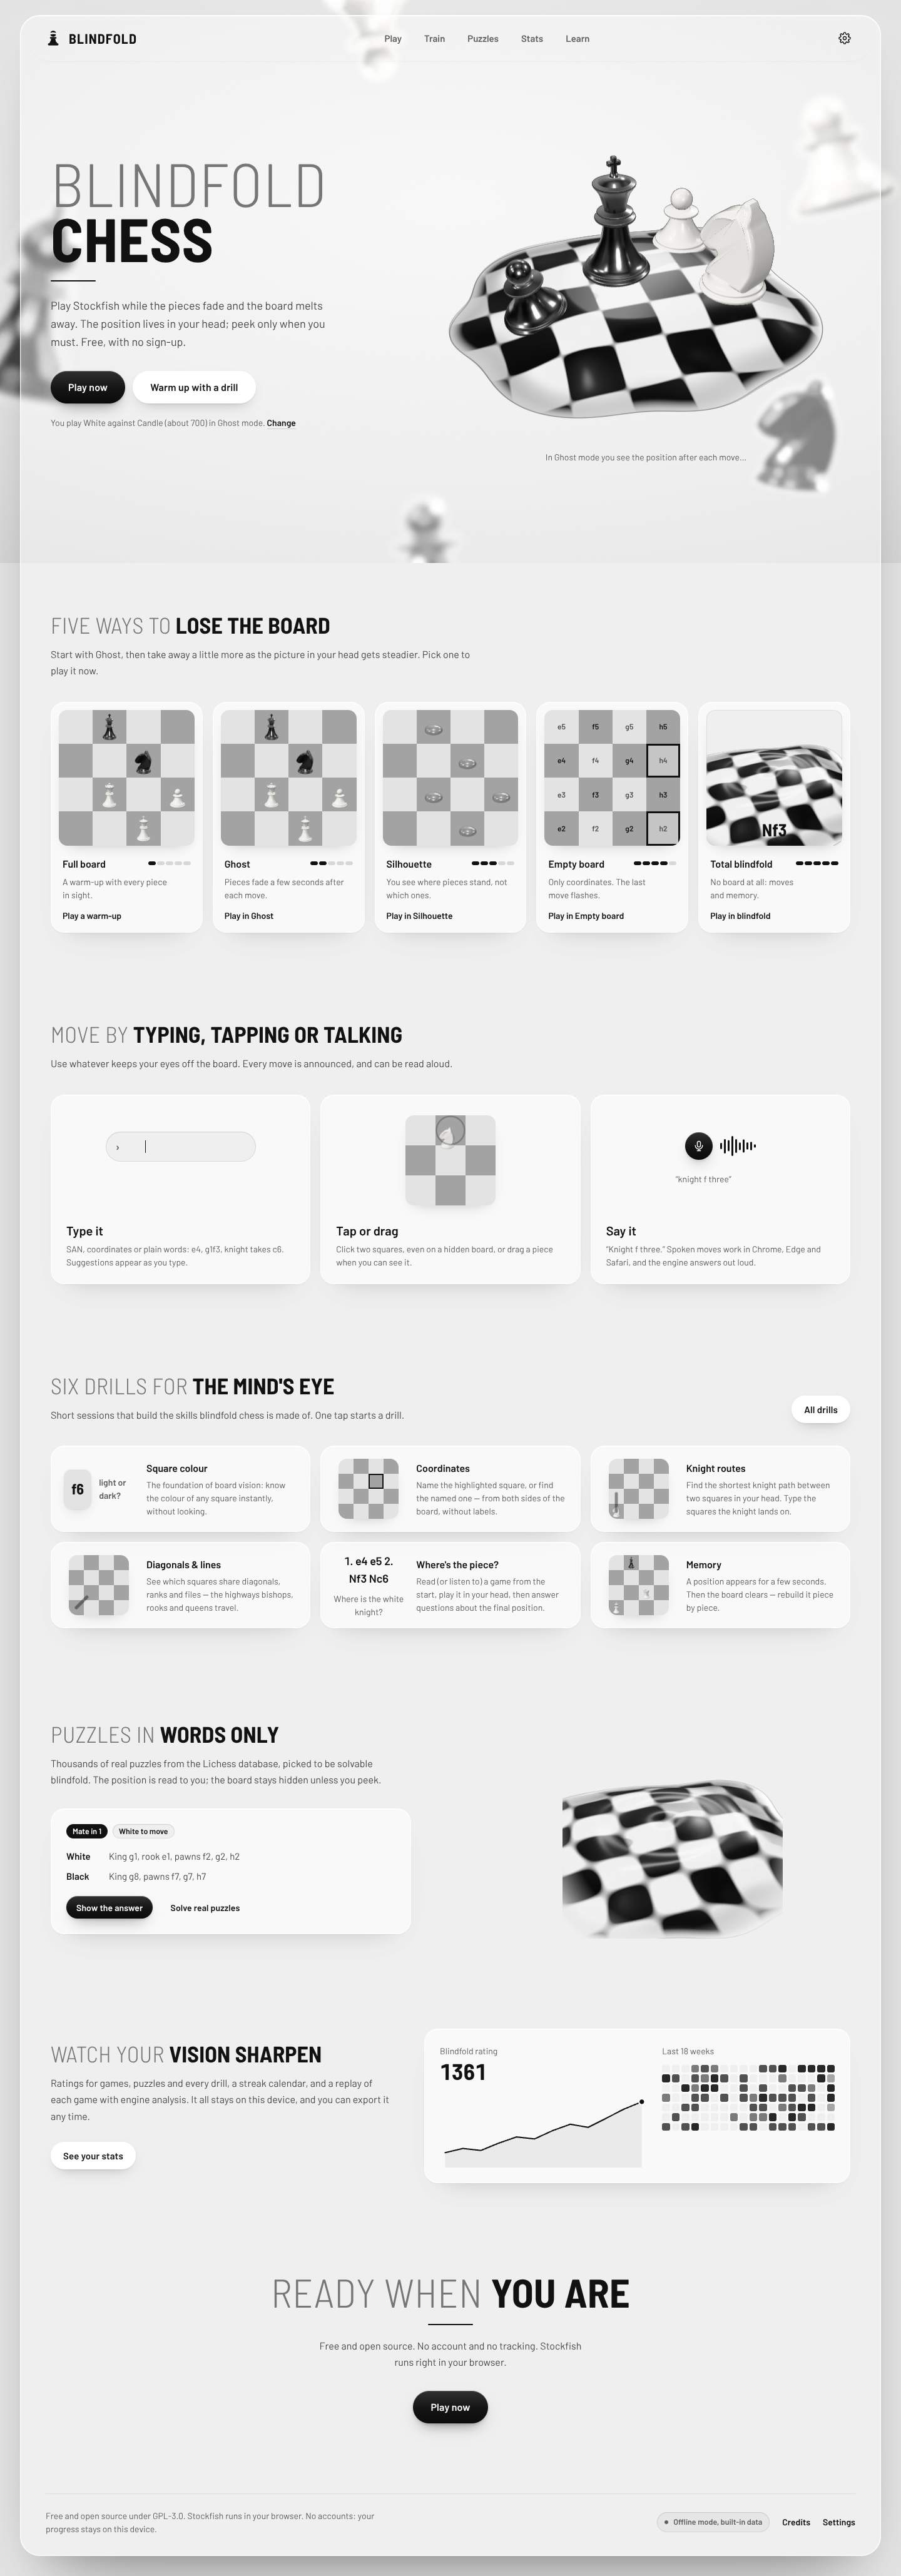 BLINDFOLD
Play
Train
Puzzles
Stats
Learn
BLINDFOLD
CHESS
Play Stockfish while the pieces fade and the board melts
away. The position lives in your head; peek only when you
must. Free, with no sign-up.
Play now
Warm up with a drill
You play White against Candle (about 700) in Ghost mode. Change
In Ghost mode you see the position after each move...
FIVE WAYS TO LOSE THE BOARD
Start with Ghost, then take away a little more as the picture in your head gets steadier. Pick one to
play it now.
Full board
A warm-up with every piece
in sight.
Play a warm-up
Ghost
Pieces fade a few seconds after
each move.
Play in Ghost
Silhouette
You see where pieces stand, not
which ones.
Play in Silhouette
e5 f5 g5 h5
e4 f4 g4 h4
e3 f3 g3 h3
e2 f2 g2 h2
Empty board
Only coordinates. The last
move flashes.
Play in Empty board
Nf3
Total blindfold
No board at all: moves
and memory.
Play in blindfold
MOVE BY TYPING, TAPPING OR TALKING
Use whatever keeps your eyes off the board. Every move is announced, and can be read aloud.
›
Type it
SAN, coordinates or plain words: e4, g1f3, knight takes c6.
Suggestions appear as you type.
Tap or drag
Click two squares, even on a hidden board, or drag a piece
when you can see it.
“knight f three”
Say it
“Knight f three.” Spoken moves work in Chrome, Edge and
Safari, and the engine answers out loud.
SIX DRILLS FOR THE MIND'S EYE
Short sessions that build the skills blindfold chess is made of. One tap starts a drill.
All drills
f6
light or
dark?
Square colour
The foundation of board vision: know
the colour of any square instantly,
without looking.
Coordinates
Name the highlighted square, or find
the named one — from both sides of the
board, without labels.
Knight routes
Find the shortest knight path between
two squares in your head. Type the
squares the knight lands on.
Diagonals & lines
See which squares share diagonals,
ranks and files — the highways bishops,
rooks and queens travel.
1. e4 e5 2.
Nf3 Nc6
Where is the white
knight?
Where's the piece?
Read (or listen to) a game from the
start, play it in your head, then answer
questions about the final position.
Memory
A position appears for a few seconds.
Then the board clears — rebuild it piece
by piece.
PUZZLES IN WORDS ONLY
Thousands of real puzzles from the Lichess database, picked to be solvable
blindfold. The position is read to you; the board stays hidden unless you peek.
Mate in 1
White to move
White King g1, rook e1, pawns f2, g2, h2
Black King g8, pawns f7, g7, h7
Show the answer
Solve real puzzles
WATCH YOUR VISION SHARPEN
Ratings for games, puzzles and every drill, a streak calendar, and a replay of
each game with engine analysis. It all stays on this device, and you can export it
any time.
See your stats
Blindfold rating
1361
Last 18 weeks
READY WHEN YOU ARE
Free and open source. No account and no tracking. Stockfish
runs right in your browser.
Play now
Free and open source under GPL-3.0. Stockfish runs in your browser. No accounts: your
progress stays on this device.
Offline mode, built-in data
Credits
Settings